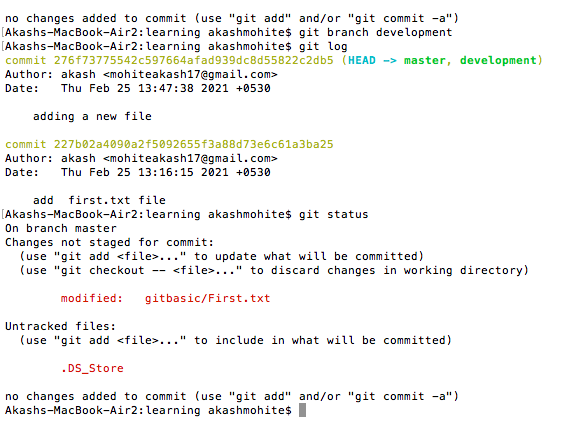 no changes added to commit (use "git add" and/or "git commit -a")
[Akashs-MacBook-Air2:learning akashmohite$ git branch development
[Akashs-MacBook-Air2:learning akashmohite$ git log
commit 276f73775542c597664afad939dc8d55822c2db5 (HEAD -> master, development)
Author: akash <mohiteakash17@gmail.com>
Date:   Thu Feb 25 13:47:38 2021 +0530
    adding a new file
commit 227b02a4090a2f5092655f3a88d73e6c61a3ba25
Author: akash <mohiteakash17@gmail.com>
Date:   Thu Feb 25 13:16:15 2021 +0530
    add  first.txt file
[Akashs-MacBook-Air2:learning akashmohite$ git status
On branch master
Changes not staged for commit:
  (use "git add <file>..." to update what will be committed)
  (use "git checkout -- <file>..." to discard changes in working directory)
        modified:   gitbasic/First.txt
Untracked files:
  (use "git add <file>..." to include in what will be committed)
        .DS_Store
no changes added to commit (use "git add" and/or "git commit -a")
Akashs-MacBook-Air2:learning akashmohite$